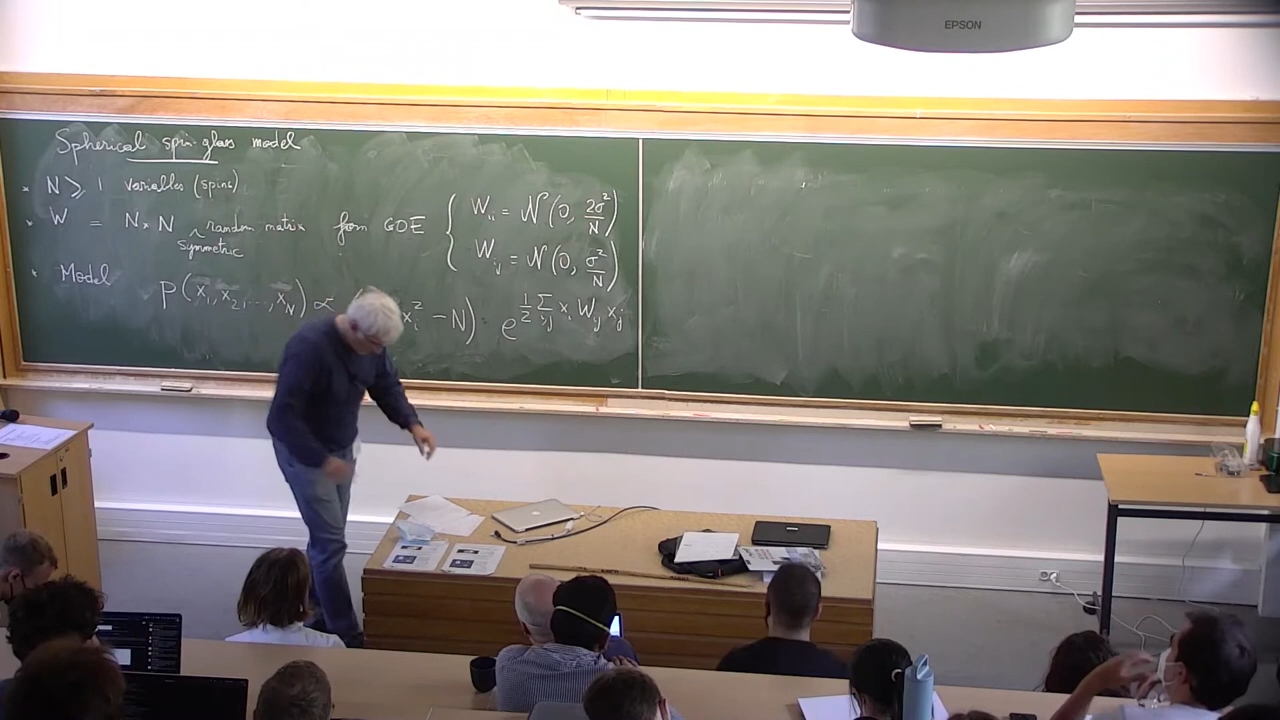 EPSON
Spherical spin-glass model
* N ≥ 1 variables (spins)
* W = N × N random matrix from GOE { W_ii = N(0, 2σ²/N)
symmetric
W_ij = N(0, σ²/N)
* Model
P(x_1, x_2, ..., x_N) ∝ x_i² - N) · e^{1/2 Σ_{i,j} x_i W_ij x_j}